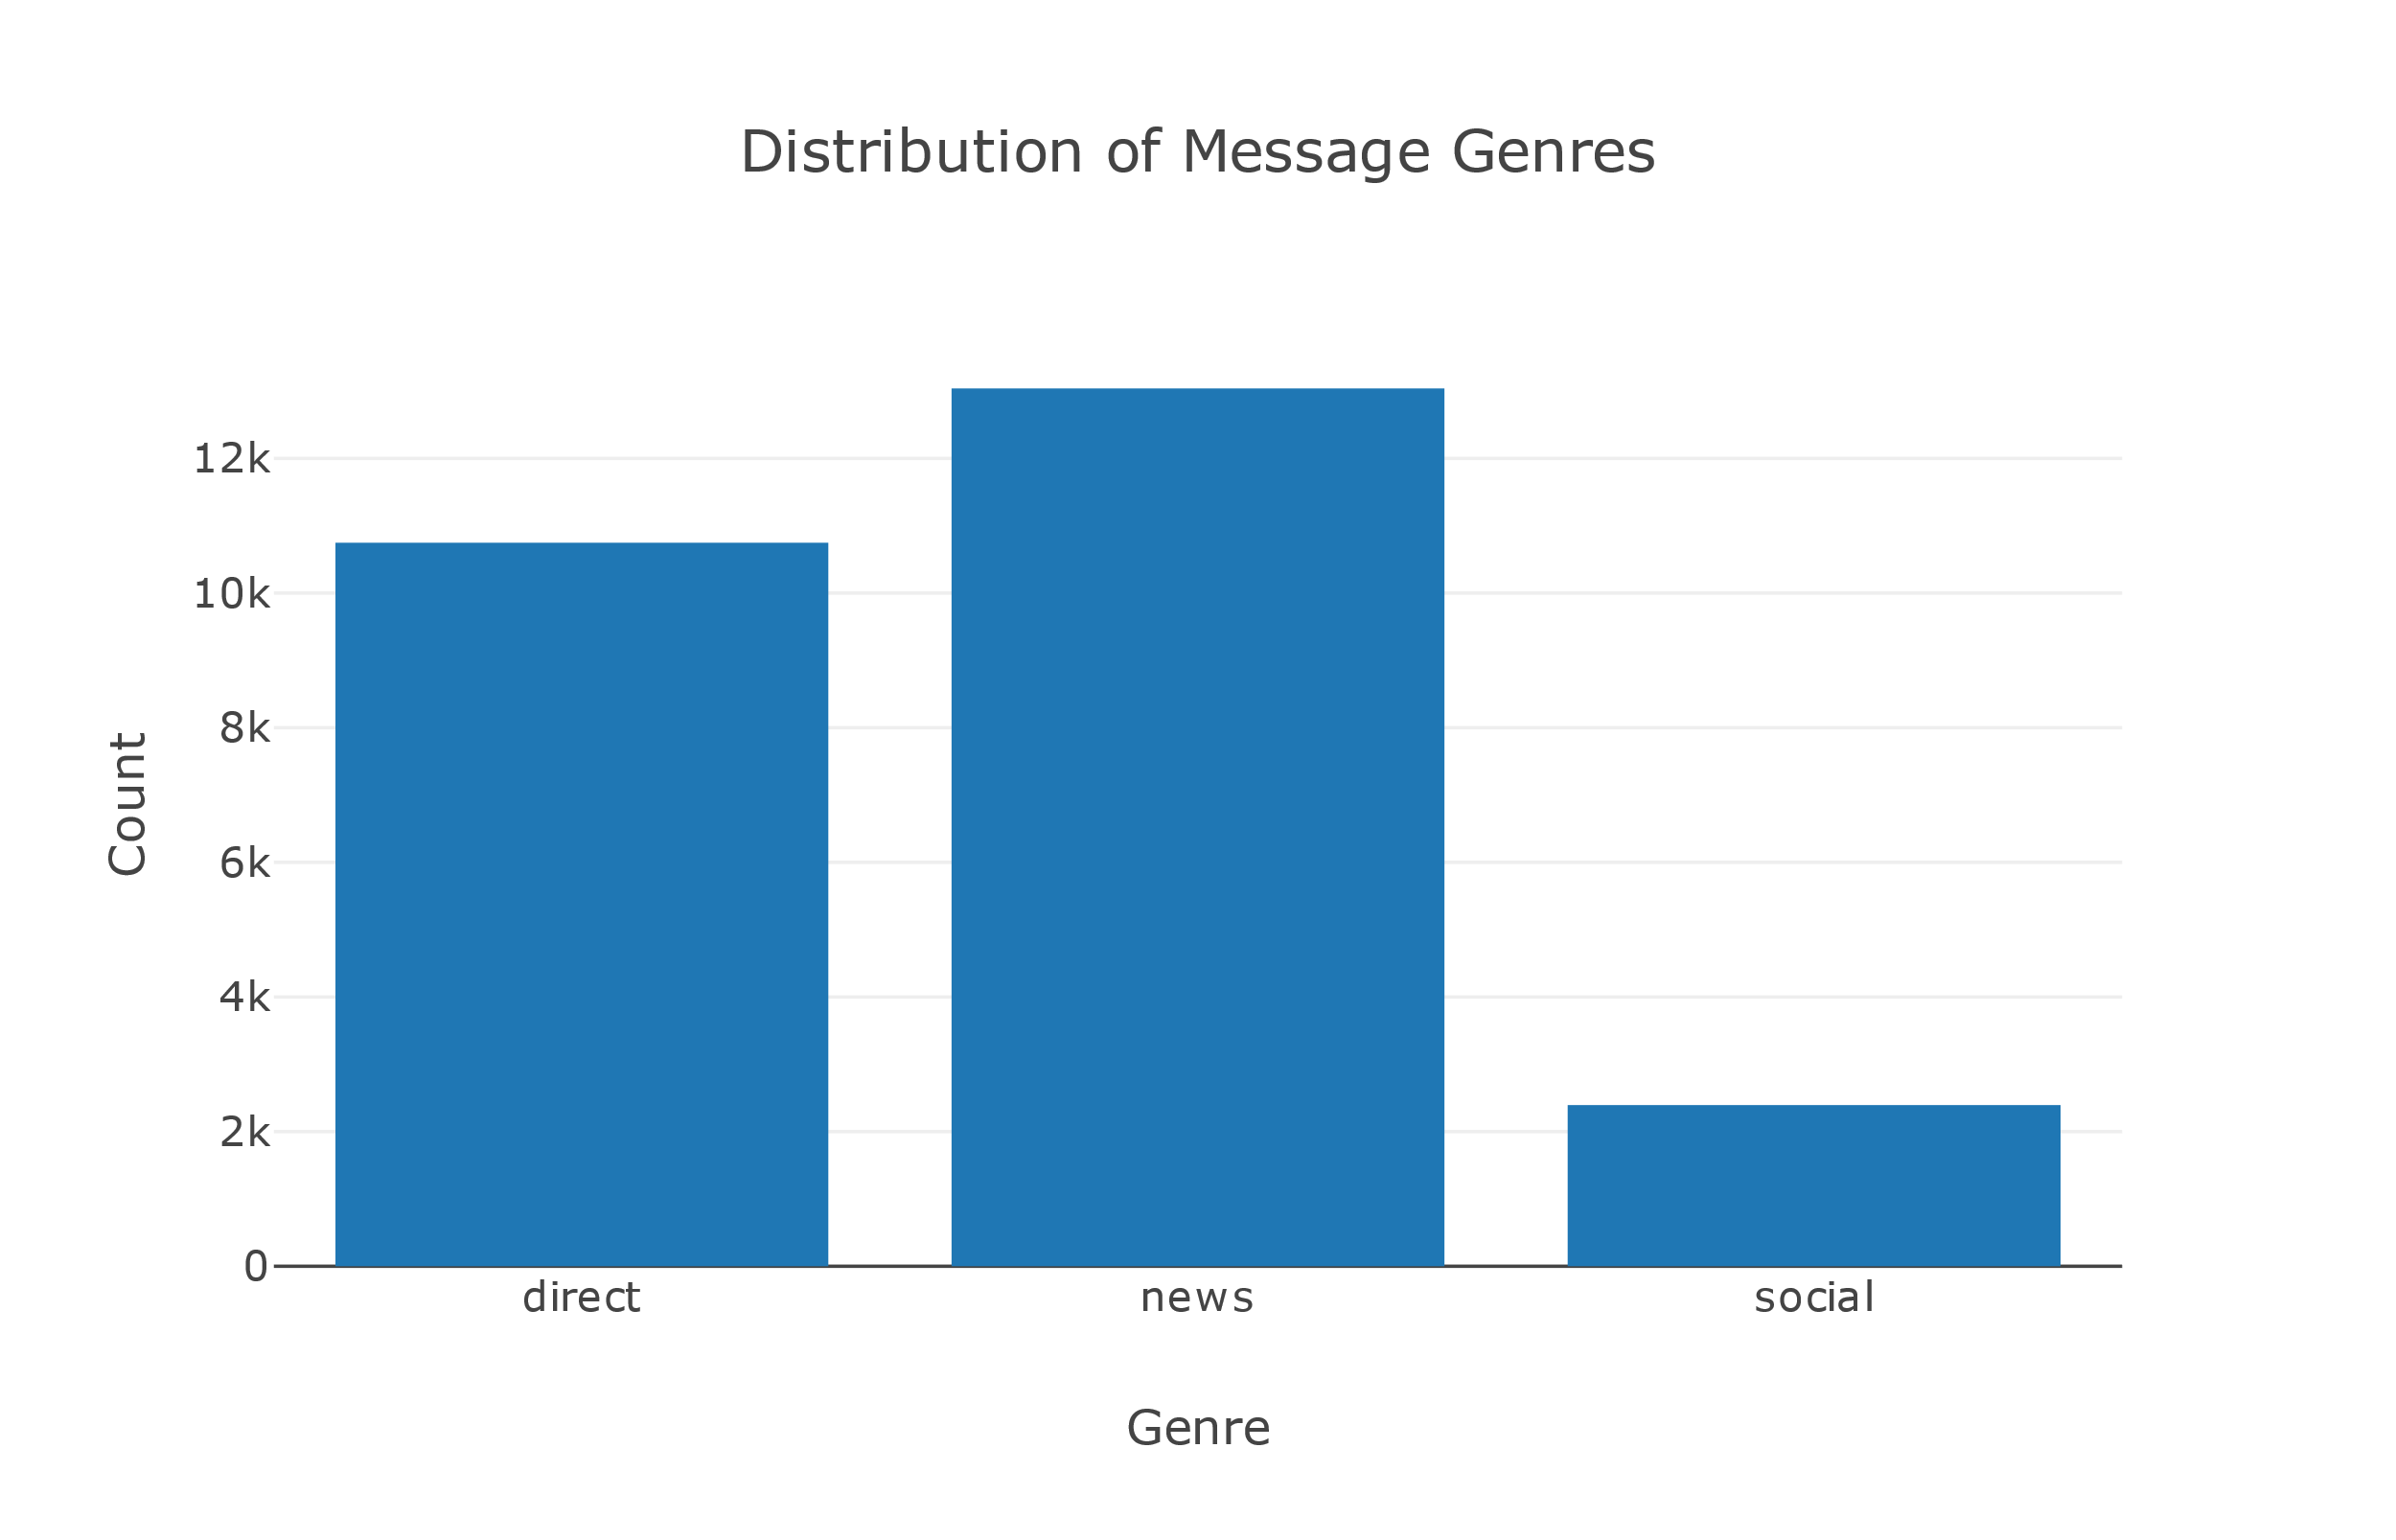 Distribution of Message Genres
12k
10k
8k
6k
4k
2k
0
Count
direct
news
social
Genre